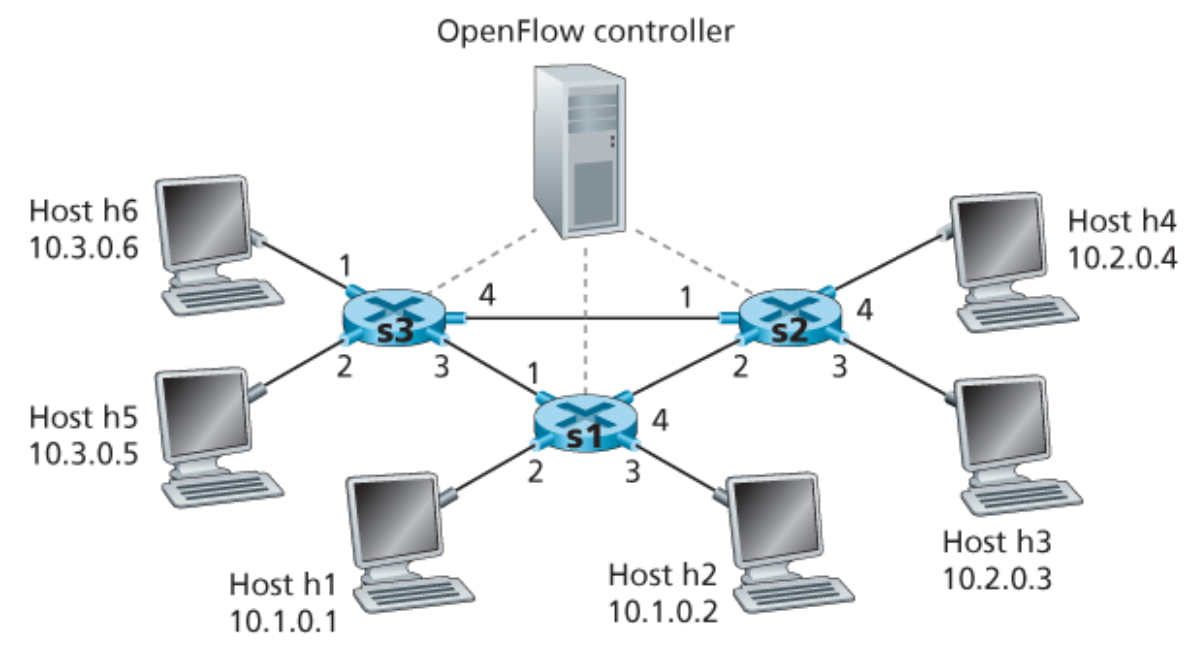 OpenFlow controller
Host h6
10.3.0.6
Host h4
10.2.0.4
1
4
1
4
s3
s2
2
3
1
2
3
Host h5
10.3.0.5
4
s1
2
3
Host h1
10.1.0.1
Host h2
10.1.0.2
Host h3
10.2.0.3